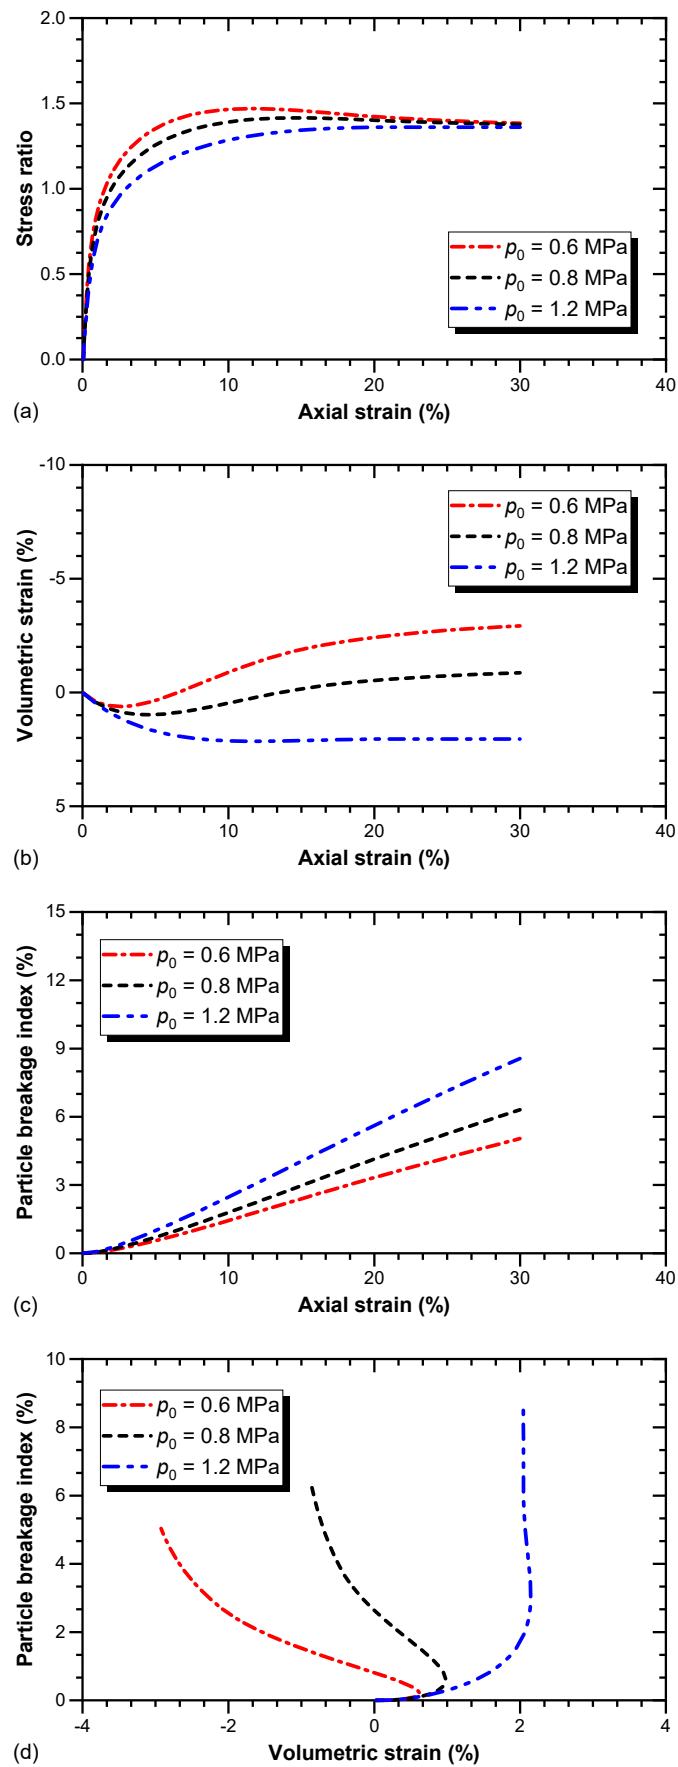 2.0
1.5
1.0
0.5
0.0
Stress ratio
p0 = 0.6 MPa
p0 = 0.8 MPa
p0 = 1.2 MPa
0 10 20 30 40
(a) Axial strain (%)
-10
-5
0
5
Volumetric strain (%)
p0 = 0.6 MPa
p0 = 0.8 MPa
p0 = 1.2 MPa
0 10 20 30 40
(b) Axial strain (%)
15
12
9
6
3
0
Particle breakage index (%)
p0 = 0.6 MPa
p0 = 0.8 MPa
p0 = 1.2 MPa
0 10 20 30 40
(c) Axial strain (%)
10
8
6
4
2
0
Particle breakage index (%)
p0 = 0.6 MPa
p0 = 0.8 MPa
p0 = 1.2 MPa
-4 -2 0 2 4
(d) Volumetric strain (%)